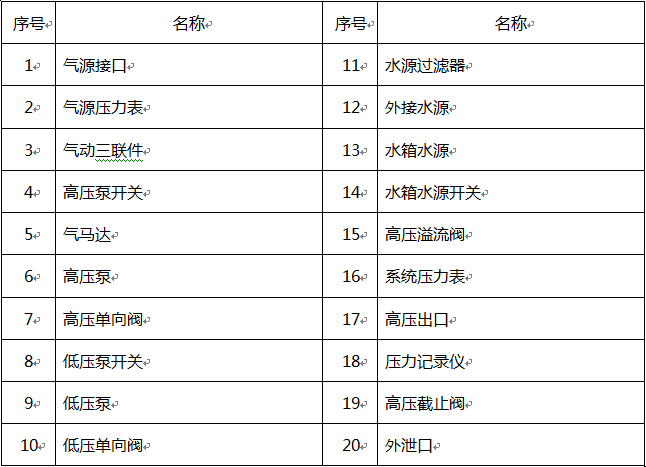 序号 名称 序号 名称
1 气源接口 11 水源过滤器
2 气源压力表 12 外接水源
3 气动三联件 13 水箱水源
4 高压泵开关 14 水箱水源开关
5 气马达 15 高压溢流阀
6 高压泵 16 系统压力表
7 高压单向阀 17 高压出口
8 低压泵开关 18 压力记录仪
9 低压泵 19 高压截止阀
10 低压单向阀 20 外泄口